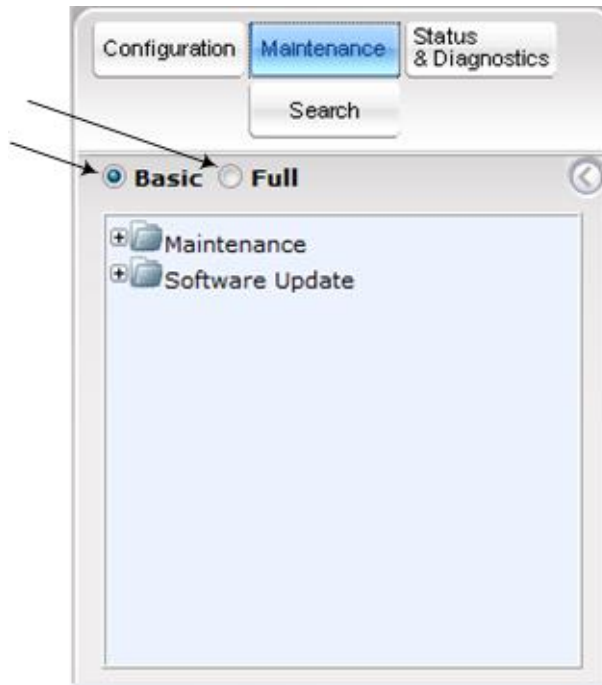 Configuration Maintenance Status
& Diagnostics
Search
Basic Full
Maintenance
Software Update